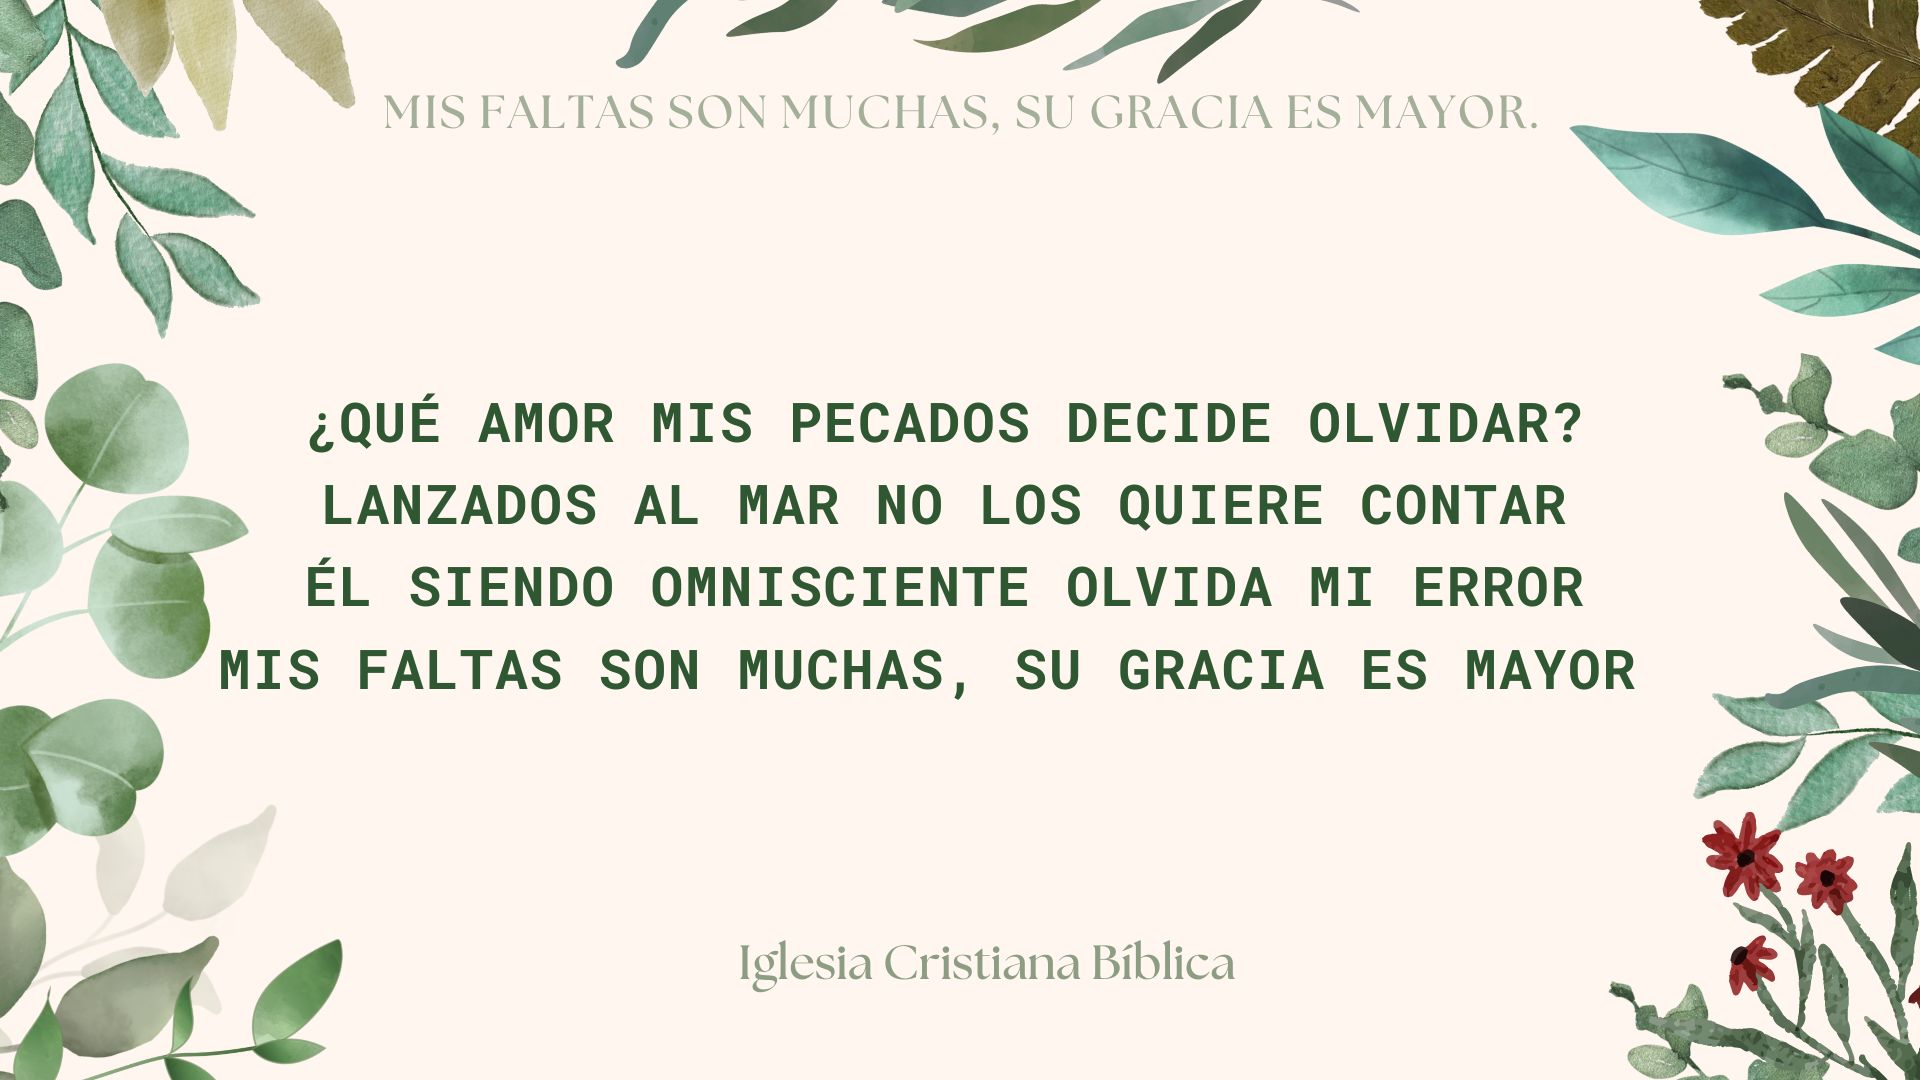 MIS FALTAS SON MUCHAS, SU GRACIA ES MAYOR.
¿QUÉ AMOR MIS PECADOS DECIDE OLVIDAR?
LANZADOS AL MAR NO LOS QUIERE CONTAR
ÉL SIENDO OMNISCIENTE OLVIDA MI ERROR
MIS FALTAS SON MUCHAS, SU GRACIA ES MAYOR
Iglesia Cristiana Bíblica